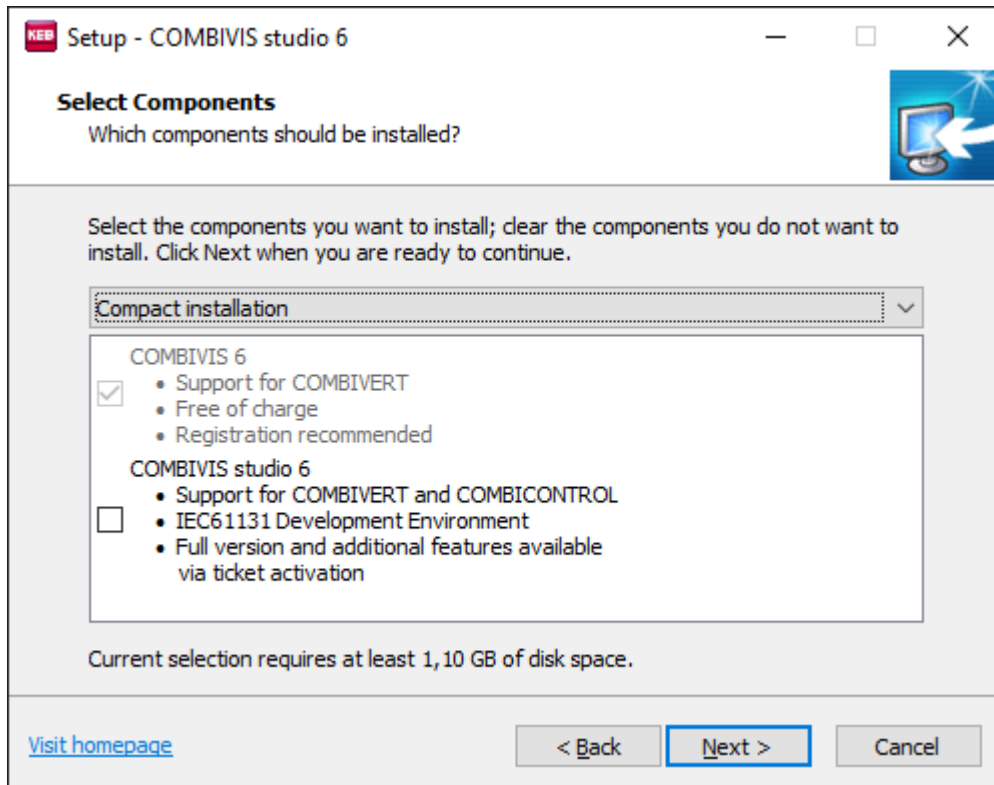 KEB Setup - COMBIVIS studio 6
Select Components
Which components should be installed?
Select the components you want to install; clear the components you do not want to
install. Click Next when you are ready to continue.
Compact installation
COMBIVIS 6
• Support for COMBIVERT
• Free of charge
• Registration recommended
COMBIVIS studio 6
• Support for COMBIVERT and COMBICONTROL
• IEC61131 Development Environment
• Full version and additional features available
via ticket activation
Current selection requires at least 1,10 GB of disk space.
Visit homepage < Back Next > Cancel